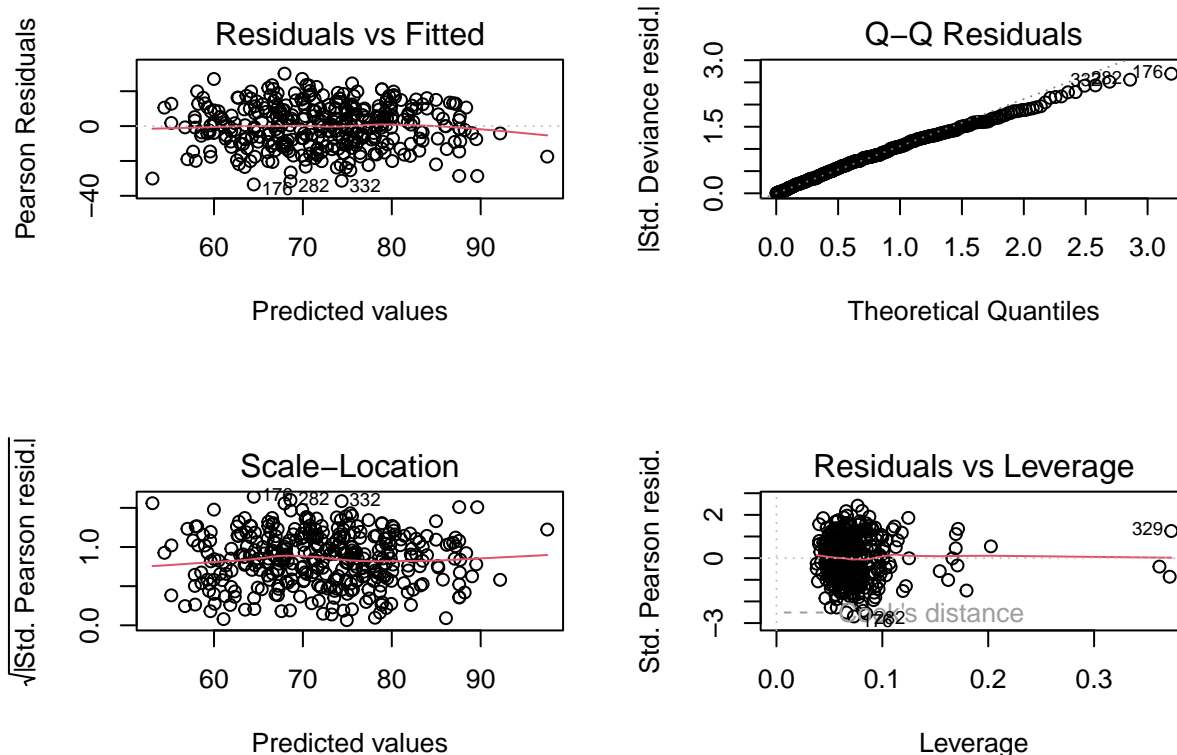 Residuals vs Fitted
Pearson Residuals
0
−40
176
282
332
60 70 80 90
Predicted values
Q−Q Residuals
|Std. Deviance resid.|
3.0
1.5
0.0
332
282
176
0.0 0.5 1.0 1.5 2.0 2.5 3.0
Theoretical Quantiles
Scale−Location
√|Std. Pearson resid.|
1.0
0.0
176
282
332
60 70 80 90
Predicted values
Residuals vs Leverage
Std. Pearson resid.
2
0
−3
329
Cook's distance
176
282
0.0 0.1 0.2 0.3
Leverage